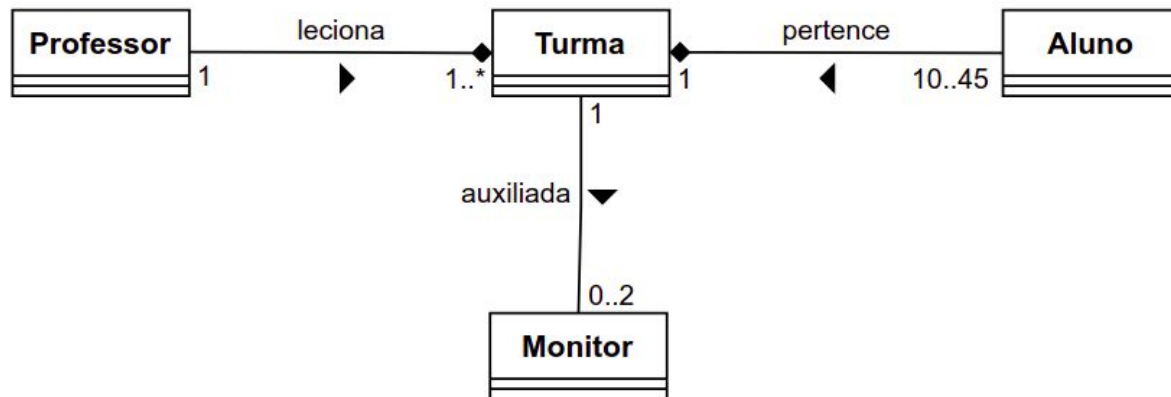 Professor
leciona
1
1..*
Turma
pertence
1
10..45
Aluno
1
auxiliada
0..2
Monitor